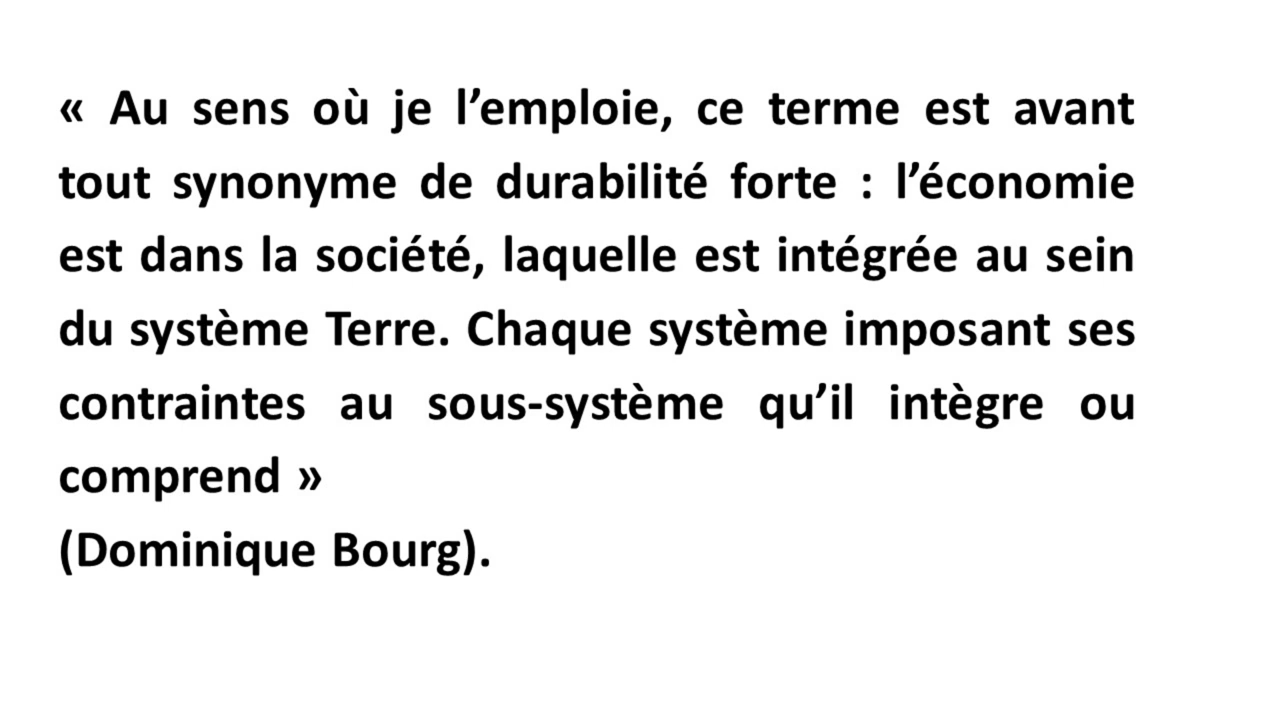 « Au sens où je l’emploie, ce terme est avant
tout synonyme de durabilité forte : l’économie
est dans la société, laquelle est intégrée au sein
du système Terre. Chaque système imposant ses
contraintes au sous-système qu’il intègre ou
comprend »
(Dominique Bourg).